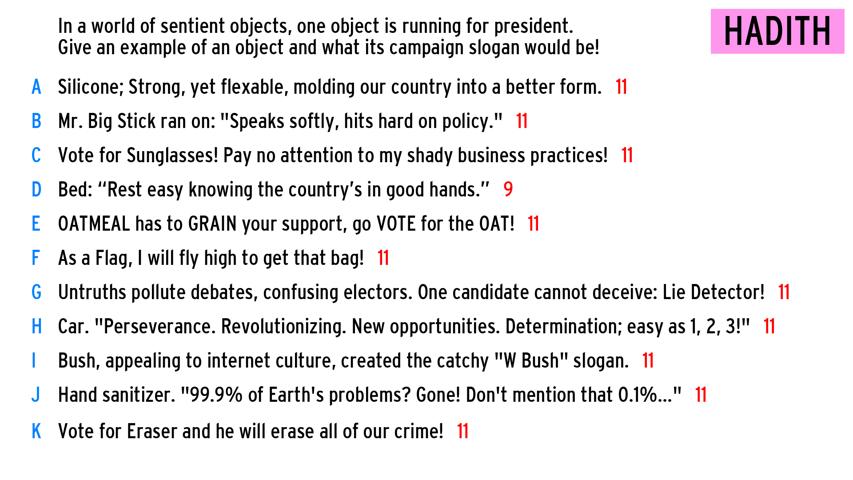 In a world of sentient objects, one object is running for president.
Give an example of an object and what its campaign slogan would be!
HADITH
A Silicone; Strong, yet flexable, molding our country into a better form. 11
B Mr. Big Stick ran on: "Speaks softly, hits hard on policy." 11
C Vote for Sunglasses! Pay no attention to my shady business practices! 11
D Bed: “Rest easy knowing the country’s in good hands.” 9
E OATMEAL has to GRAIN your support, go VOTE for the OAT! 11
F As a Flag, I will fly high to get that bag! 11
G Untruths pollute debates, confusing electors. One candidate cannot deceive: Lie Detector! 11
H Car. "Perseverance. Revolutionizing. New opportunities. Determination; easy as 1, 2, 3!" 11
I Bush, appealing to internet culture, created the catchy "W Bush" slogan. 11
J Hand sanitizer. "99.9% of Earth's problems? Gone! Don't mention that 0.1%..." 11
K Vote for Eraser and he will erase all of our crime! 11